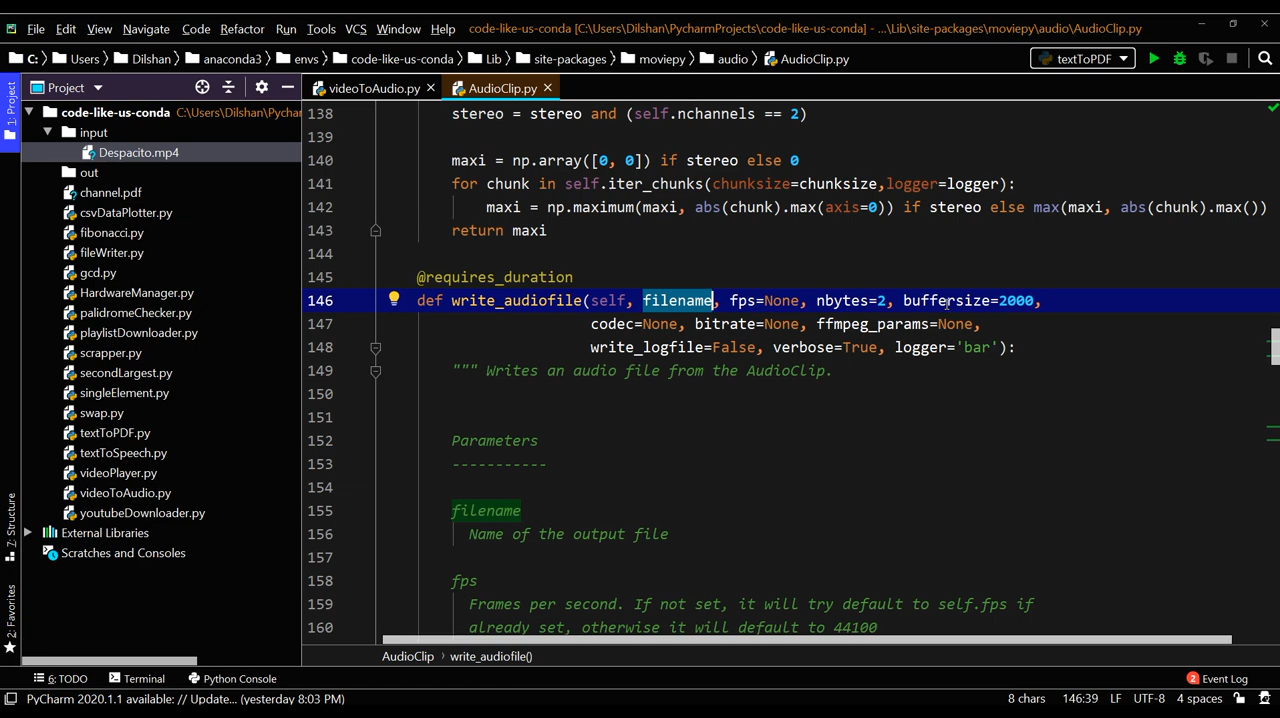 File Edit View Navigate Code Refactor Run Tools VCS Window Help code-like-us-conda [C:\Users\Dilshan\PycharmProjects\code-like-us-conda] - ...\Lib\site-packages\moviepy\audio\AudioClip.py
C: Users Dilshan anaconda3 envs code-like-us-conda Lib site-packages moviepy audio AudioClip.py textToPDF
1: Project
Z: Structure
2: Favorites
Project
code-like-us-conda C:\Users\Dilshan\Pychar
input
Despacito.mp4
out
channel.pdf
csvDataPlotter.py
fibonacci.py
fileWriter.py
gcd.py
HardwareManager.py
palidromeChecker.py
playlistDownloader.py
scrapper.py
secondLargest.py
singleElement.py
swap.py
textToPDF.py
textToSpeech.py
videoPlayer.py
videoToAudio.py
youtubeDownloader.py
External Libraries
Scratches and Consoles
videoToAudio.py AudioClip.py
138 stereo = stereo and (self.nchannels == 2)
139
140 maxi = np.array([0, 0]) if stereo else 0
141 for chunk in self.iter_chunks(chunksize=chunksize,logger=logger):
142 maxi = np.maximum(maxi, abs(chunk).max(axis=0)) if stereo else max(maxi, abs(chunk).max())
143 return maxi
144
145 @requires_duration
146 def write_audiofile(self, filename, fps=None, nbytes=2, buffersize=2000,
147 codec=None, bitrate=None, ffmpeg_params=None,
148 write_logfile=False, verbose=True, logger='bar'):
149 """ Writes an audio file from the AudioClip.
150
151
152 Parameters
153 -----------
154
155 filename
156 Name of the output file
157
158 fps
159 Frames per second. If not set, it will try default to self.fps if
160 already set, otherwise it will default to 44100
AudioClip › write_audiofile()
6: TODO Terminal Python Console 2 Event Log
PyCharm 2020.1.1 available: // Update... (yesterday 8:03 PM) 8 chars 146:39 LF UTF-8 4 spaces